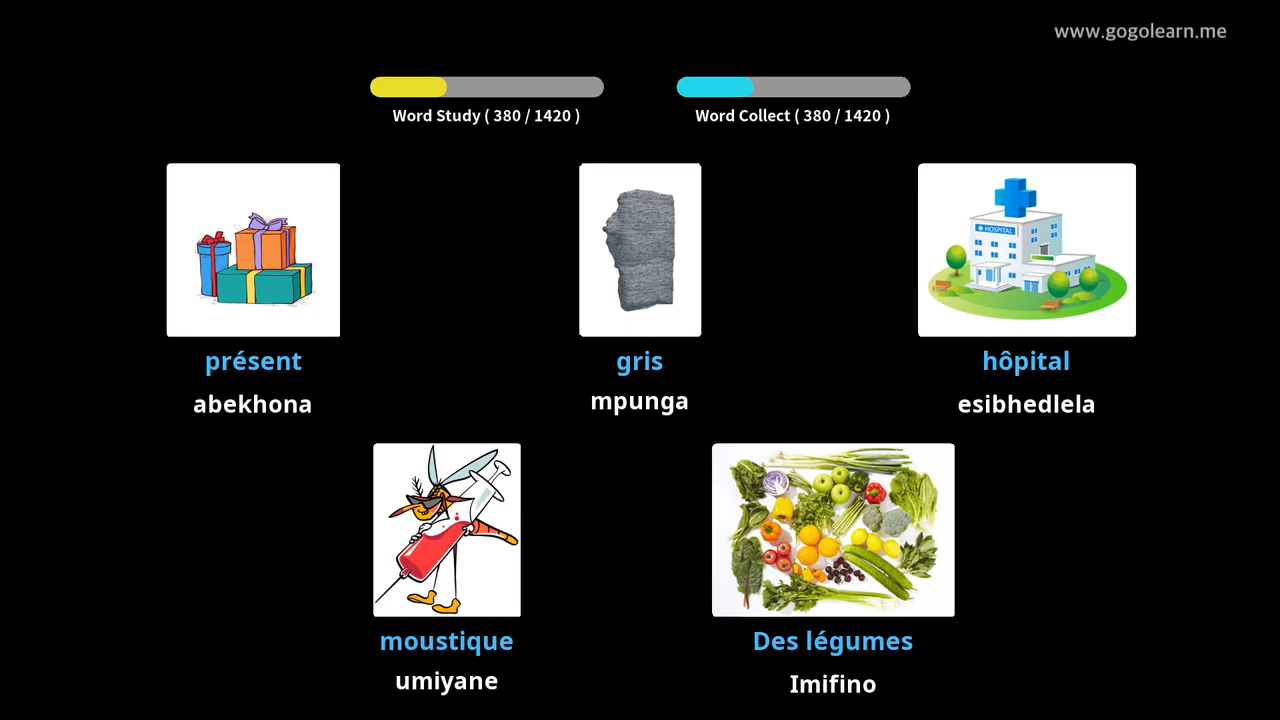 www.gogolearn.me
Word Study ( 380 / 1420 )
Word Collect ( 380 / 1420 )
HOSPITAL
présent
gris
hôpital
abekhona
mpunga
esibhedlela
moustique
Des légumes
umiyane
Imifino